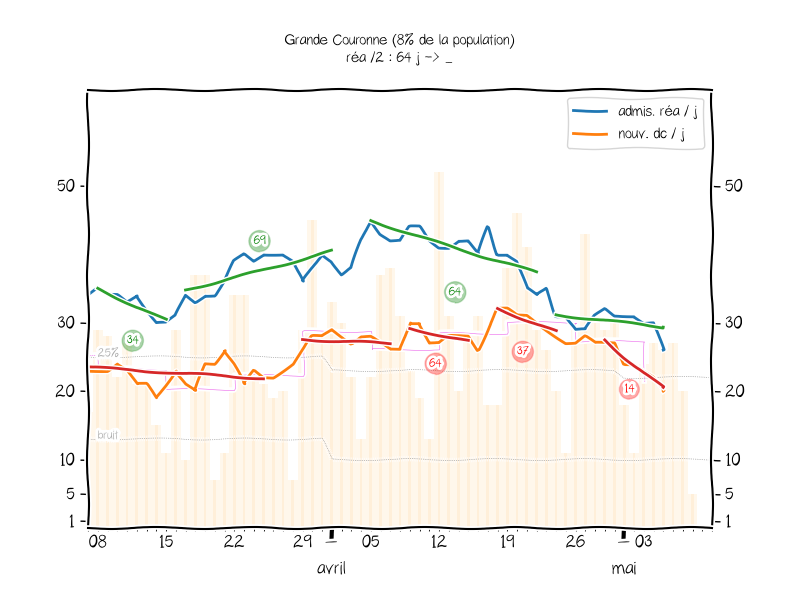 Grande Couronne (8% de la population)
réa /2 : 64 j -> _
admis. réa / j
nouv. dc / j
50 50
69
64
30 30
34
37
25%
64
14
20 20
bruit
10 10
5 5
1 1
08 15 22 29 05 12 19 26 03
avril mai